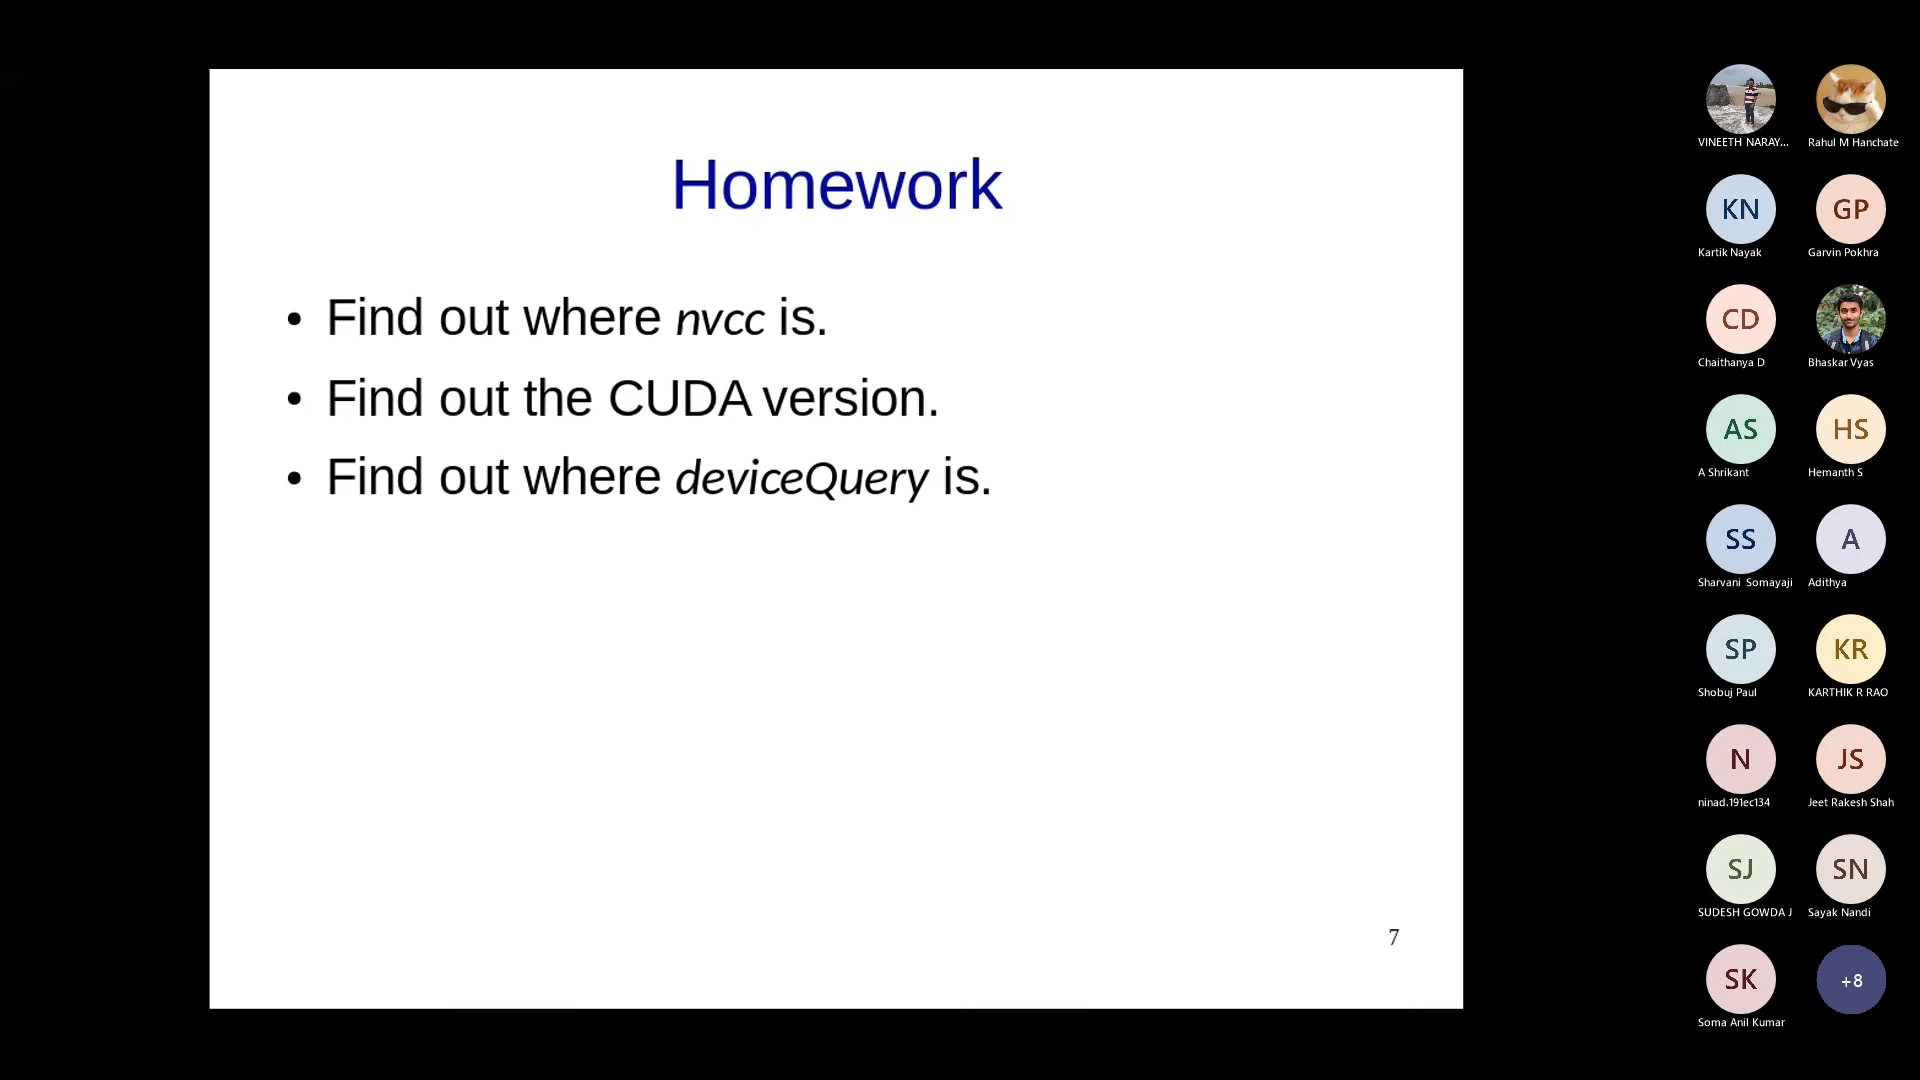 Homework
• Find out where nvcc is.
• Find out the CUDA version.
• Find out where deviceQuery is.
7
VINEETH NARAY...
Rahul M Hanchate
KN
Kartik Nayak
GP
Garvin Pokhra
CD
Chaithanya D
Bhaskar Vyas
AS
A Shrikant
HS
Hemanth S
SS
Sharvani Somayaji
A
Adithya
SP
Shobuj Paul
KR
KARTHIK R RAO
N
ninad.191ec134
JS
Jeet Rakesh Shah
SJ
SUDESH GOWDA J
SN
Sayak Nandi
SK
Soma Anil Kumar
+8